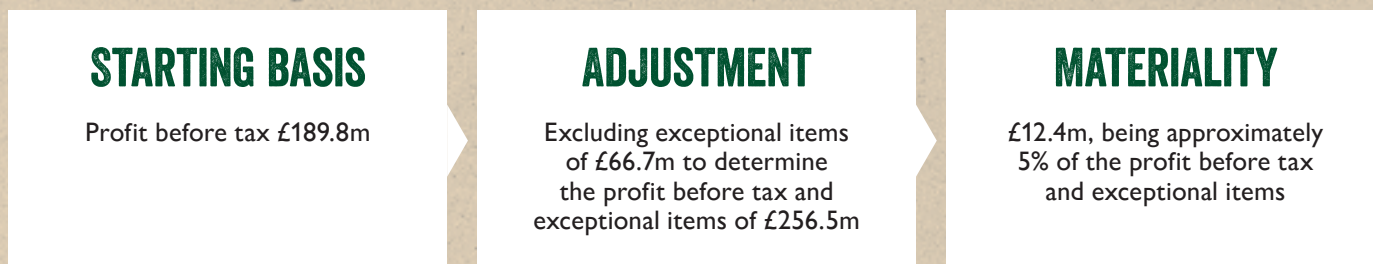 STARTING BASIS
Profit before tax £189.8m
ADJUSTMENT
Excluding exceptional items
of £66.7m to determine
the profit before tax and
exceptional items of £256.5m
MATERIALITY
£12.4m, being approximately
5% of the profit before tax
and exceptional items